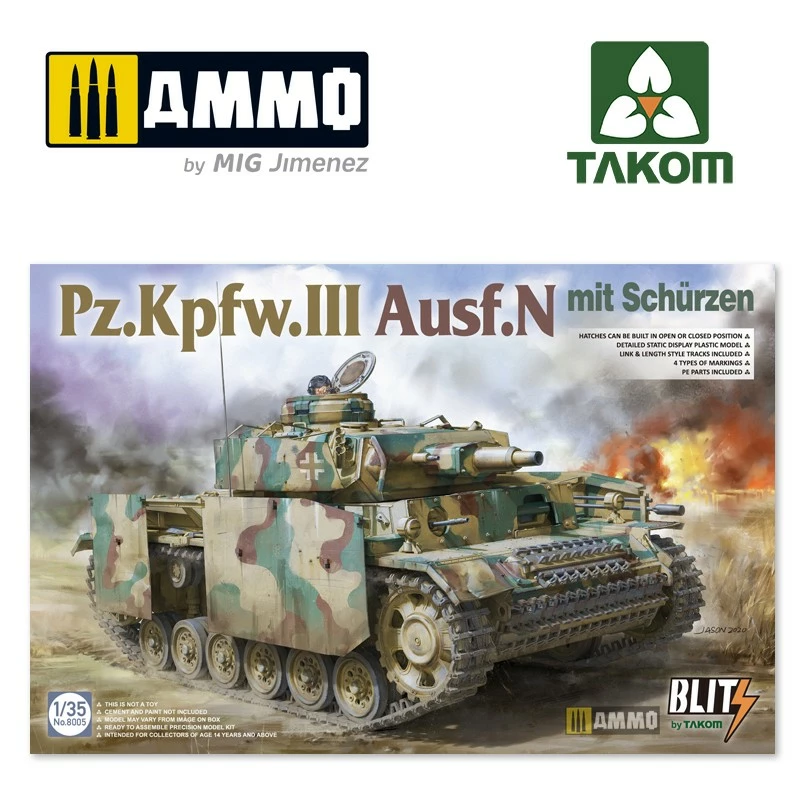 AMMO
by MIG Jimenez
TAKOM
Pz.Kpfw.III Ausf.N mit Schürzen
HATCHES CAN BE BUILT IN OPEN OR CLOSED POSITION
DETAILED STATIC DISPLAY PLASTIC MODEL
LINK & LENGTH STYLE TRACKS INCLUDED
4 TYPES OF MARKINGS
PE PARTS INCLUDED
JASON 2020
1/35
No.8005
THIS IS NOT A TOY
CEMENT AND PAINT NOT INCLUDED
MODEL MAY VARY FROM IMAGE ON BOX
READY TO ASSEMBLE PRECISION MODEL KIT
INTENDED FOR COLLECTORS OF AGE 14 YEARS AND ABOVE
AMMO
BLITZ
by TAKOM